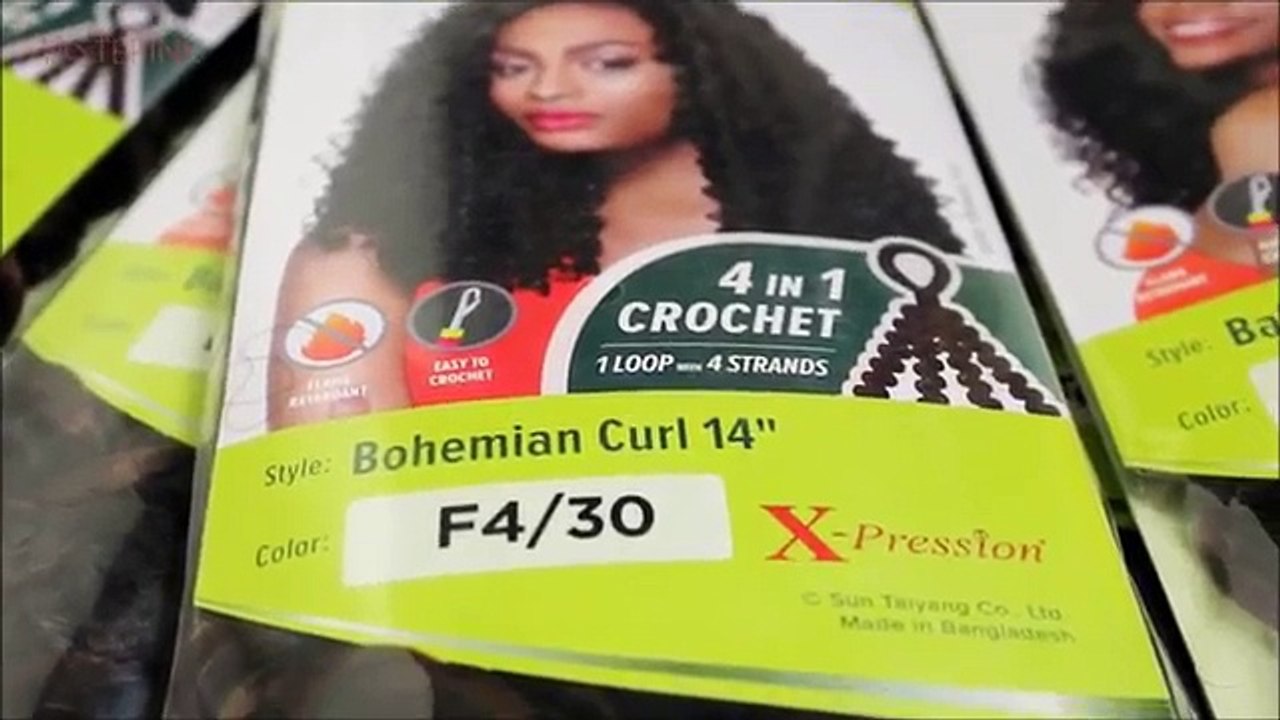 4 IN 1
CROCHET
1 LOOP WITH 4 STRANDS
EASY TO
CROCHET
FLAME
RETARDANT
Style: Bohemian Curl 14"
Color: F4/30
X-Pression
© Sun Taiyang Co., Ltd.
Made in Bangladesh
Style: Ba
Color: